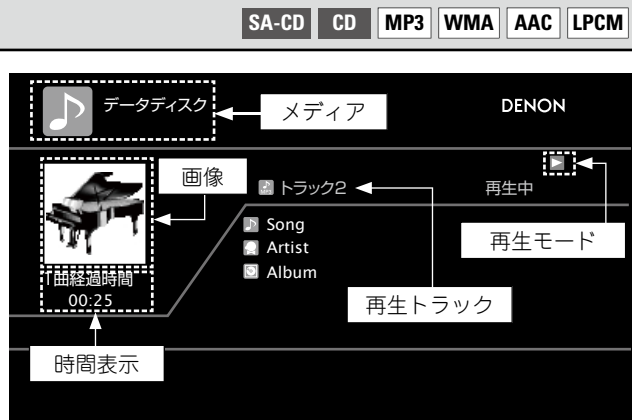 SA-CD CD MP3 WMA AAC LPCM
データディスク
メディア
DENON
画像
トラック2
再生中
再生モード
Song
Artist
Album
1曲経過時間
00:25
再生トラック
時間表示